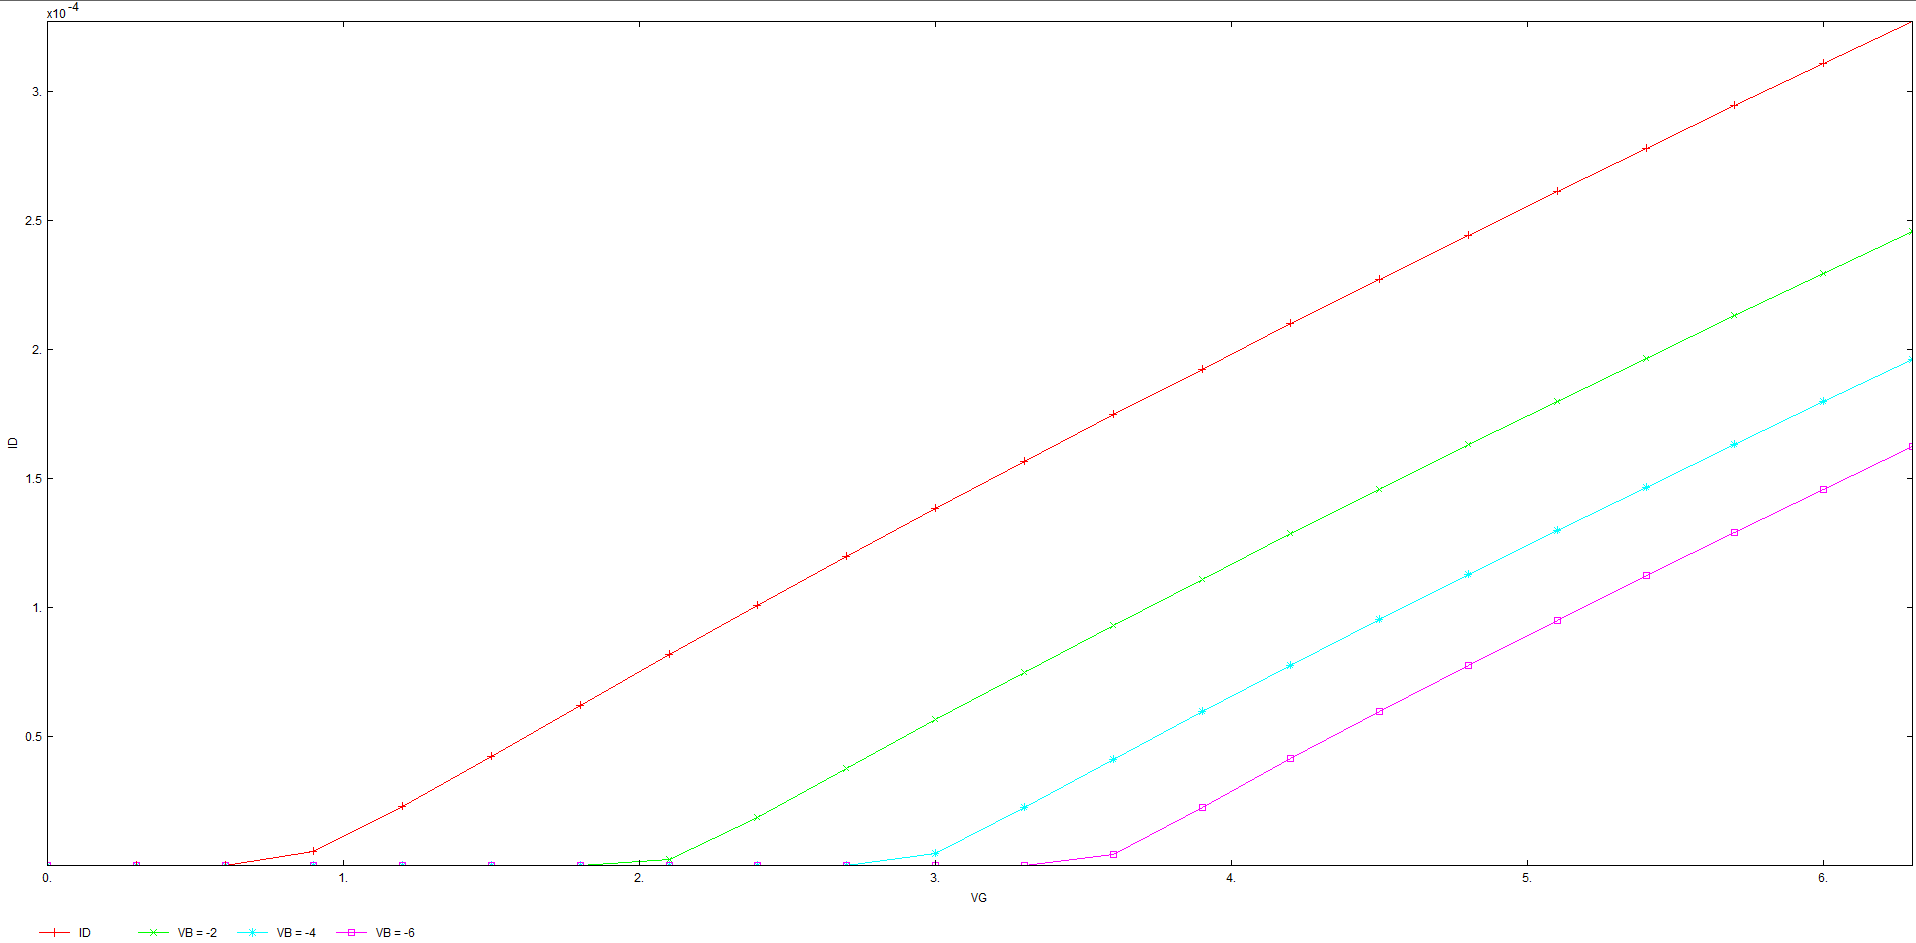 x10 -4
3.
2.5
2.
1.5
1.
0.5
ID
0. 1. 2. 3. 4. 5. 6.
VG
ID VB = -2 VB = -4 VB = -6